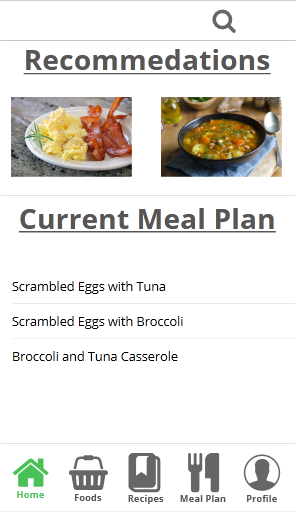 Recommedations
Current Meal Plan
Scrambled Eggs with Tuna
Scrambled Eggs with Broccoli
Broccoli and Tuna Casserole
Home Foods Recipes Meal Plan Profile